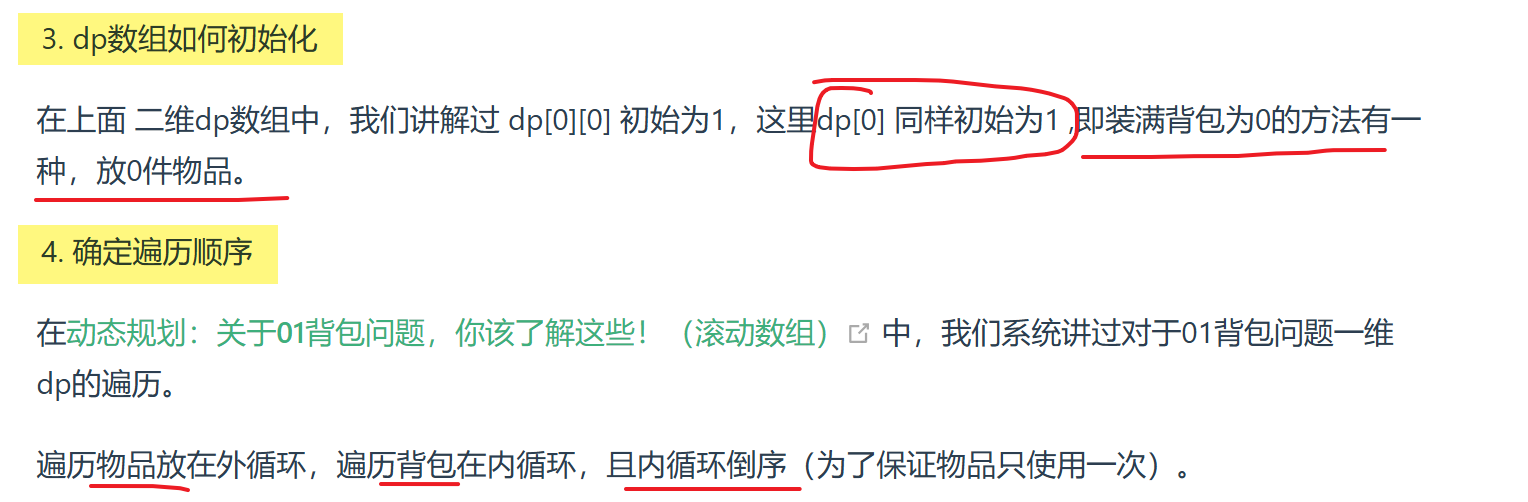 3. dp数组如何初始化
在上面 二维dp数组中，我们讲解过 dp[0][0] 初始为1，这里dp[0] 同样初始为1 ,即装满背包为0的方法有一
种，放0件物品。
4. 确定遍历顺序
在动态规划：关于01背包问题，你该了解这些！（滚动数组） 中，我们系统讲过对于01背包问题一维
dp的遍历。
遍历物品放在外循环，遍历背包在内循环，且内循环倒序（为了保证物品只使用一次）。